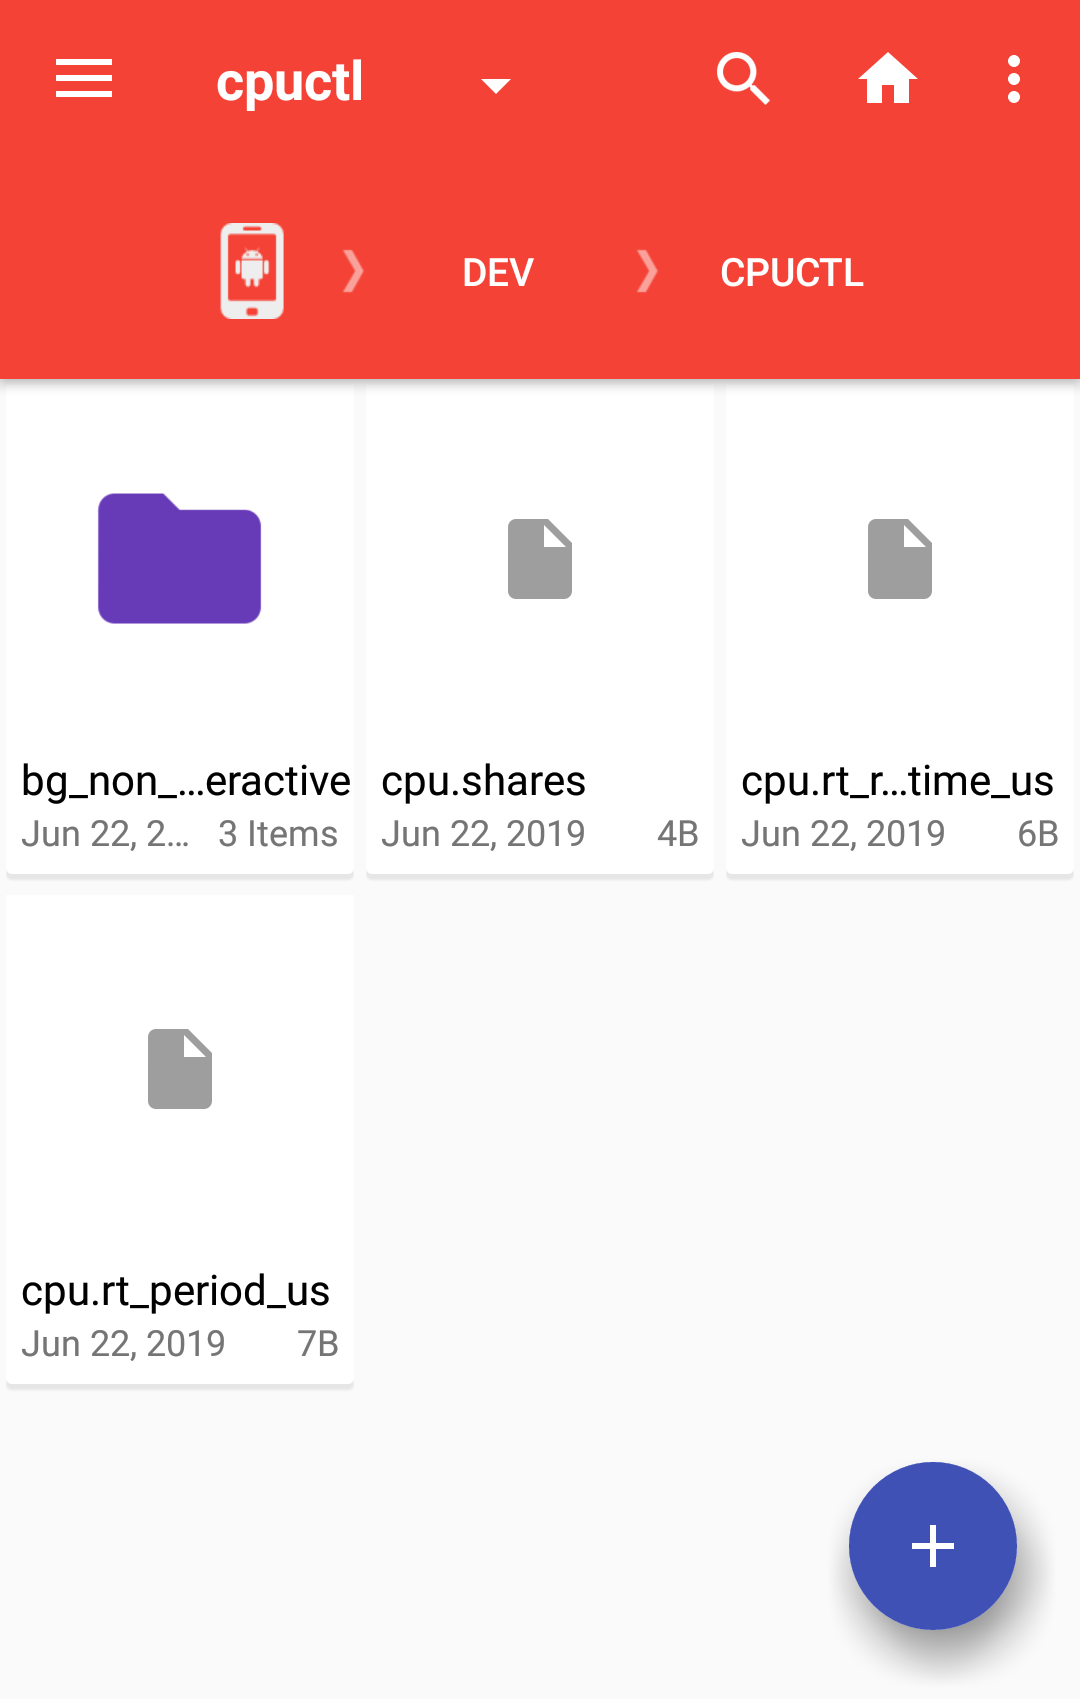 cpuctl
DEV
CPUCTL
bg_non_...eractive
Jun 22, 2... 3 Items
cpu.shares
Jun 22, 2019 4B
cpu.rt_r...time_us
Jun 22, 2019 6B
cpu.rt_period_us
Jun 22, 2019 7B